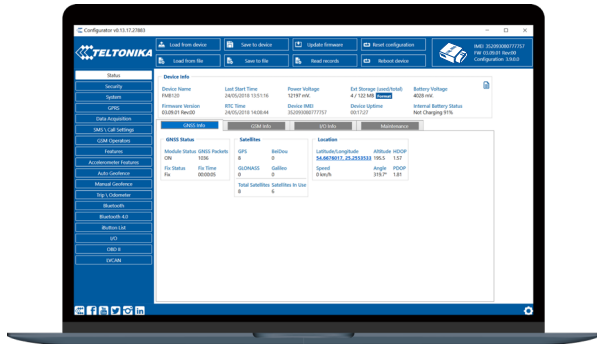 Configurator v0.13.17.27883
TELTONIKA
Load from device
Save to device
Update firmware
Reset configuration
Load from file
Save to file
Read records
Reboot device
IMEI 352093080777757
FW 03.09.01 Rev:00
Configuration 1.9.0.0
Status
Security
System
GPRS
Data Acquisition
SMS \ Call Settings
GSM Operators
Features
Accelerometer Features
Auto Geofence
Manual Geofence
Trip \ Odometer
Bluetooth
Bluetooth 4.0
iButton List
I/O
OBD II
LVCAN
Device Info
Device Name
FMB120
Last Start Time
24/05/2018 13:51:16
Power Voltage
12197 mV.
Ext Storage (used/total)
4 / 122 MB Format
Battery Voltage
4028 mV.
Firmware Version
03.09.01 Rev:00
RTC Time
24/05/2018 14:08:44
Device IMEI
352093080777757
Device Uptime
00:17:27
Internal Battery Status
Not Charging 91%
GNSS Info
GSM Info
I/O Info
Maintenance
GNSS Status
Module Status GNSS Packets
ON 1036
Fix Status Fix Time
Fix 00:00:05
Satellites
GPS BeiDou
8 0
GLONASS Galileo
0 0
Total Satellites Satellites In Use
8 6
Location
Latitude/Longitude Altitude HDOP
54.6678017, 25.2553533 195.5 1.57
Speed Angle PDOP
0 km/h 319.7° 1.81